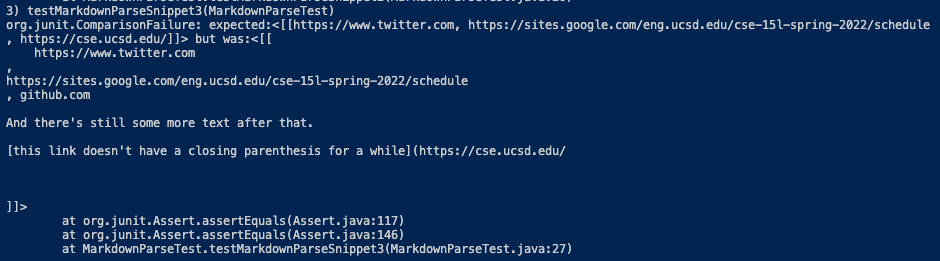 3) testMarkdownParseSnippet3(MarkdownParseTest)
org.junit.ComparisonFailure: expected:<[[https://www.twitter.com, https://sites.google.com/eng.ucsd.edu/cse-15l-spring-2022/schedule
, https://cse.ucsd.edu/]]> but was:<[[
    https://www.twitter.com
,
https://sites.google.com/eng.ucsd.edu/cse-15l-spring-2022/schedule
, github.com

And there's still some more text after that.

[this link doesn't have a closing parenthesis for a while](https://cse.ucsd.edu/



]]>
        at org.junit.Assert.assertEquals(Assert.java:117)
        at org.junit.Assert.assertEquals(Assert.java:146)
        at MarkdownParseTest.testMarkdownParseSnippet3(MarkdownParseTest.java:27)